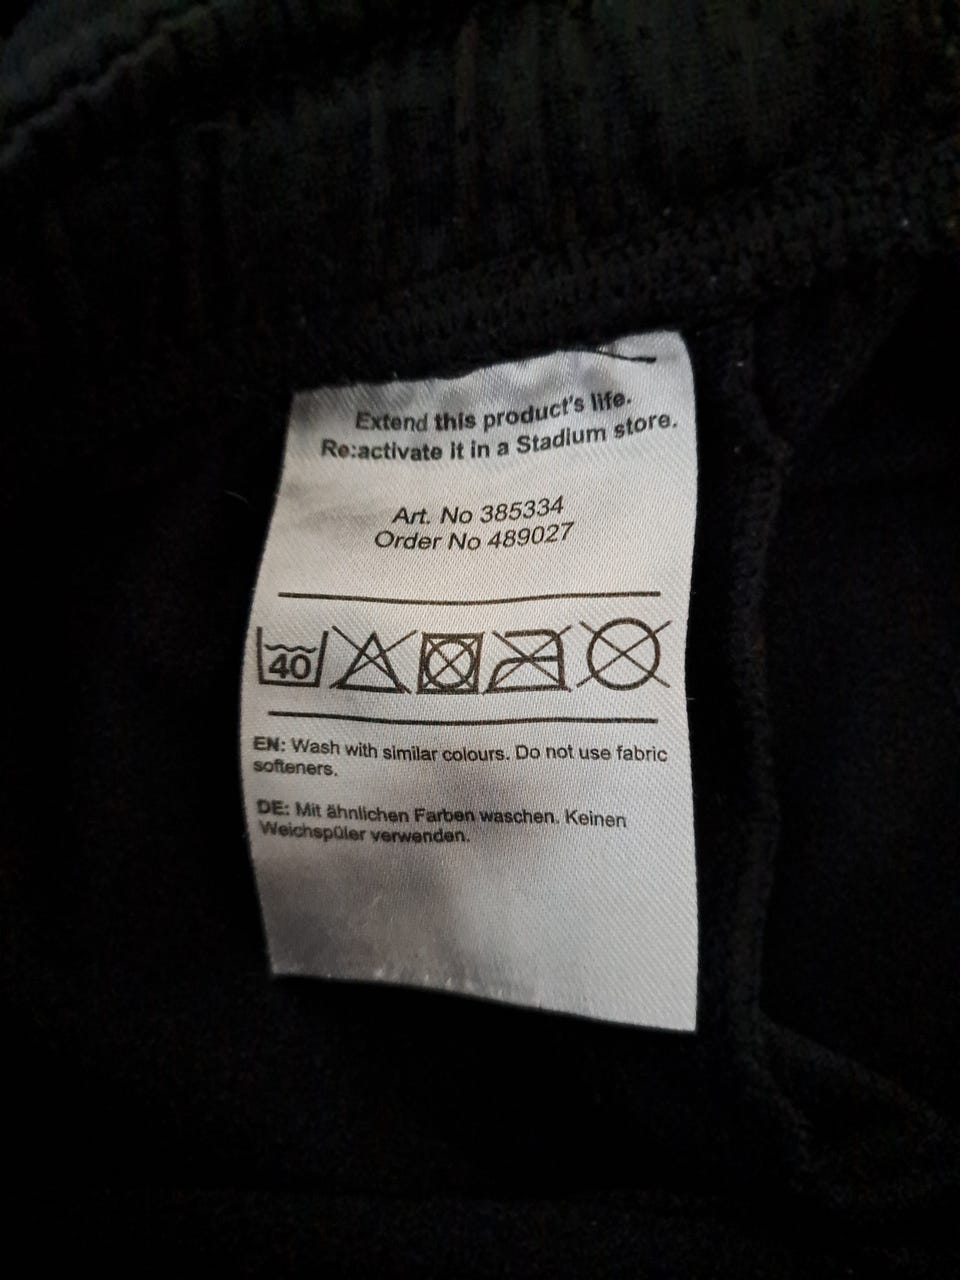 Extend this product's life.
Re:activate it in a Stadium store.
Art. No 385334
Order No 489027
40
EN: Wash with similar colours. Do not use fabric
softeners.
DE: Mit ähnlichen Farben waschen. Keinen
Weichspüler verwenden.